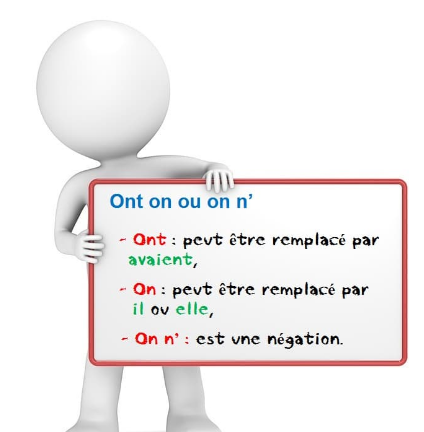 Ont on ou on n'
- Ont : peut être remplacé par
avaient,
- On : peut être remplacé par
il ou elle,
- On n' : est une négation.